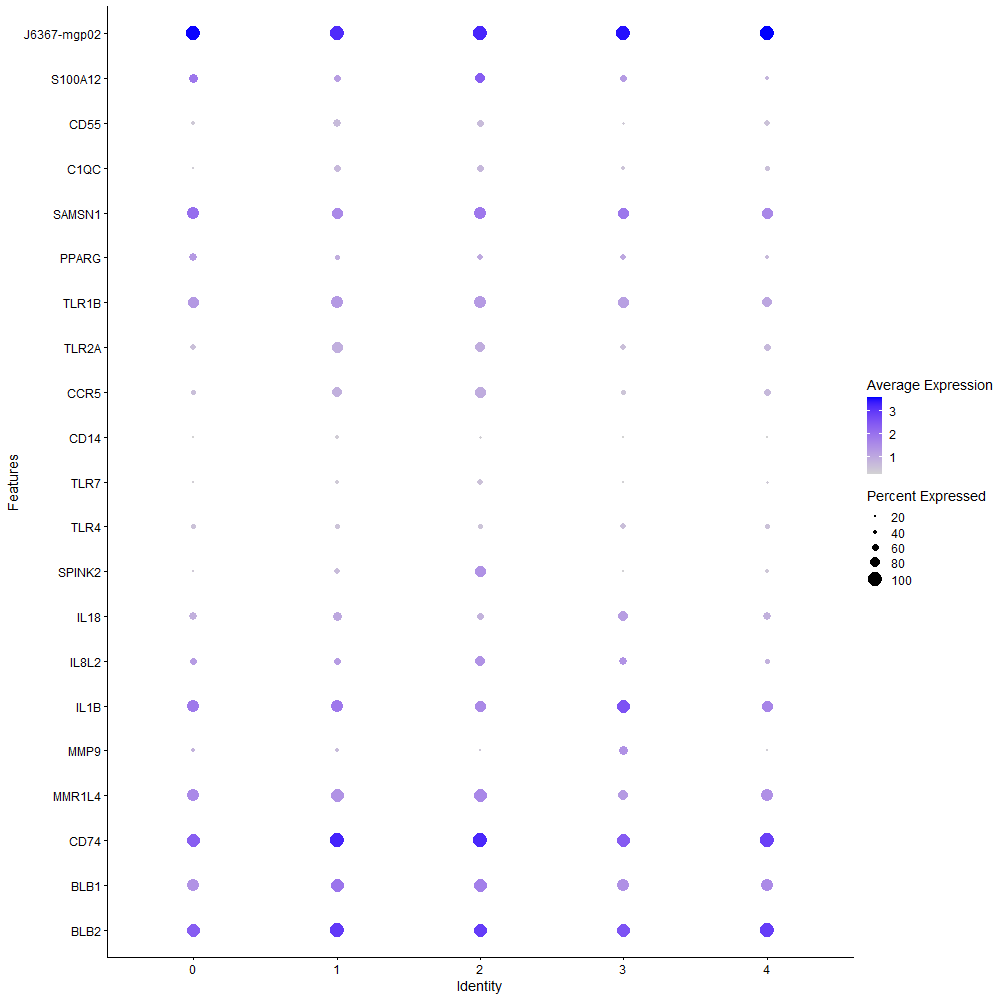 J6367-mgp02
S100A12
CD55
C1QC
SAMSN1
PPARG
TLR1B
TLR2A
CCR5
CD14
TLR7
TLR4
SPINK2
IL18
IL8L2
IL1B
MMP9
MMR1L4
CD74
BLB1
BLB2
Features
0 1 2 3 4
Identity
Average Expression
3
2
1
Percent Expressed
20
40
60
80
100